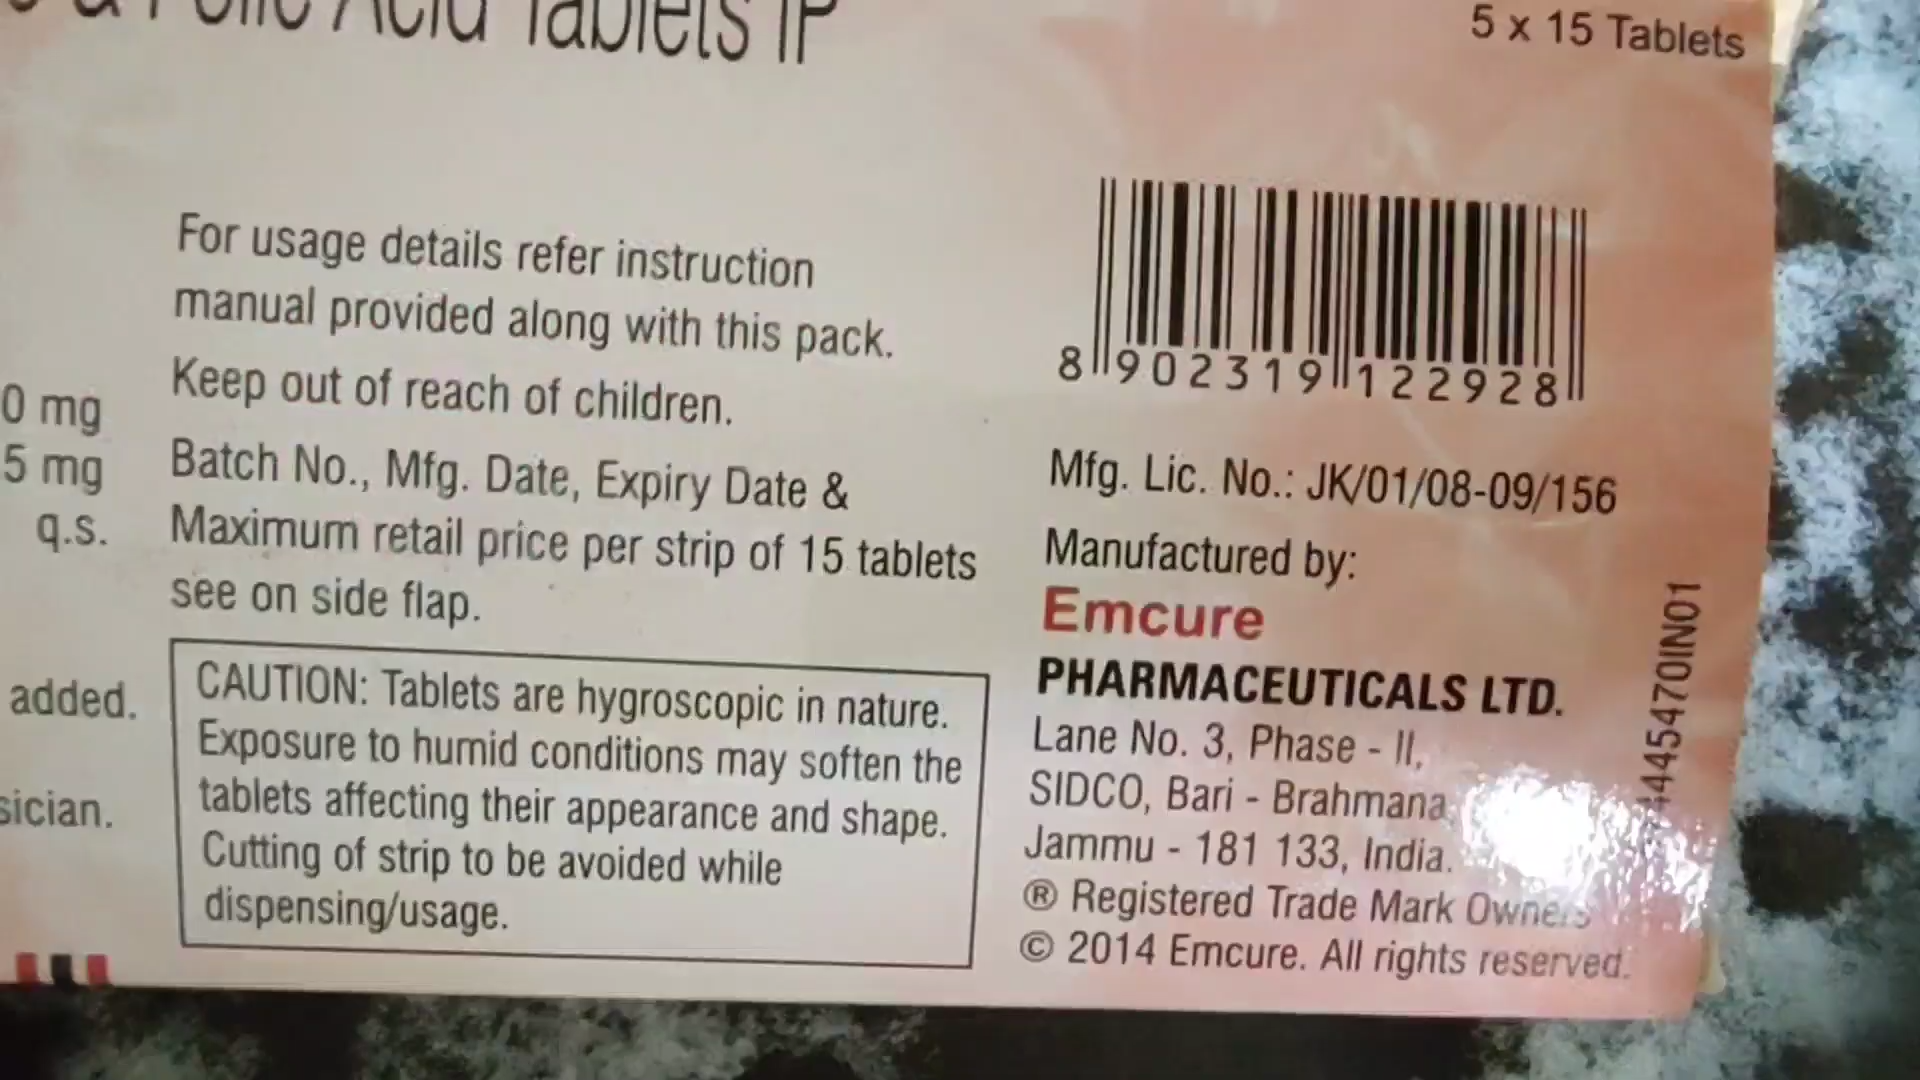 & Folic Acid Tablets IP
5 x 15 Tablets
For usage details refer instruction
manual provided along with this pack.
Keep out of reach of children.
0 mg
5 mg
q.s.
Batch No., Mfg. Date, Expiry Date &
Maximum retail price per strip of 15 tablets
see on side flap.
added.
sician.
CAUTION: Tablets are hygroscopic in nature.
Exposure to humid conditions may soften the
tablets affecting their appearance and shape.
Cutting of strip to be avoided while
dispensing/usage.
8 902319 122928
Mfg. Lic. No.: JK/01/08-09/156
Manufactured by:
Emcure
PHARMACEUTICALS LTD.
Lane No. 3, Phase - II,
SIDCO, Bari - Brahmana,
Jammu - 181 133, India.
® Registered Trade Mark Owners
© 2014 Emcure. All rights reserved.